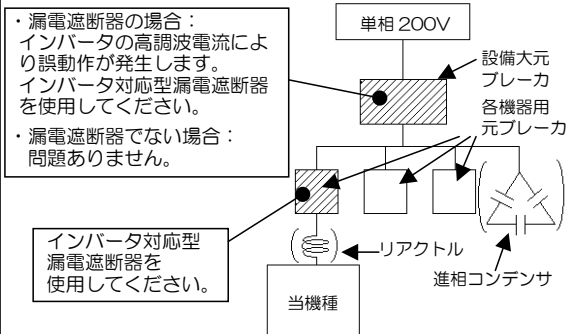 ・漏電遮断器の場合：
インバータの高調波電流によ
り誤動作が発生します。
インバータ対応型漏電遮断器
を使用してください。
・漏電遮断器でない場合：
問題ありません。
単相200V
設備大元
ブレーカ
各機器用
元ブレーカ
インバータ対応型
漏電遮断器を
使用してください。
リアクトル
進相コンデンサ
当機種